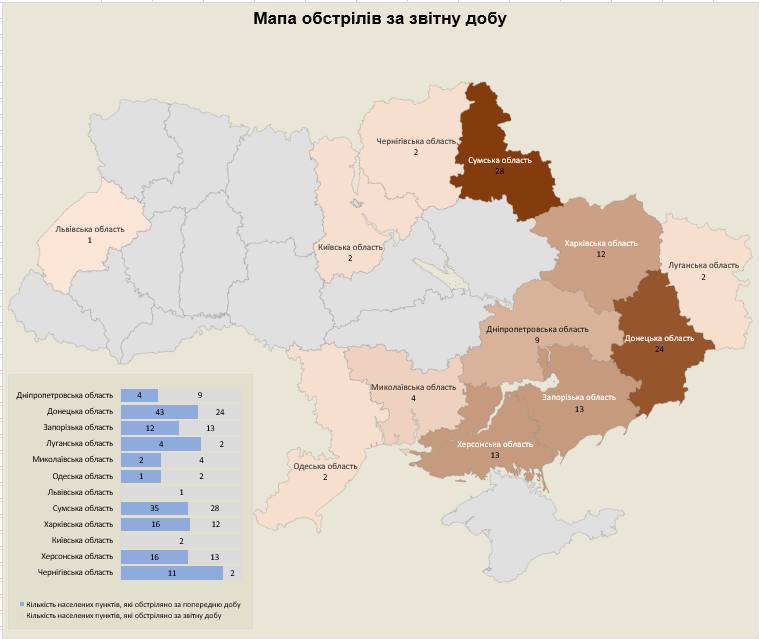 Мапа обстрілів за звітну добу
Чернігівська область
2
Сумська область
28
Львівська область
1
Київська область
2
Харківська область
12
Луганська область
2
Дніпропетровська область
9
Донецька область
24
Миколаївська область
4
Запорізька область
13
Херсонська область
13
Одеська область
2
Дніпропетровська область 4 9
Донецька область 43 24
Запорізька область 12 13
Луганська область 4 2
Миколаївська область 2 4
Одеська область 1 2
Львівська область 1
Сумська область 35 28
Харківська область 16 12
Київська область 2
Херсонська область 16 13
Чернігівська область 11 2
Кількість населених пунктів, які обстріляно за попередню добу
Кількість населених пунктів, які обстріляно за звітну добу